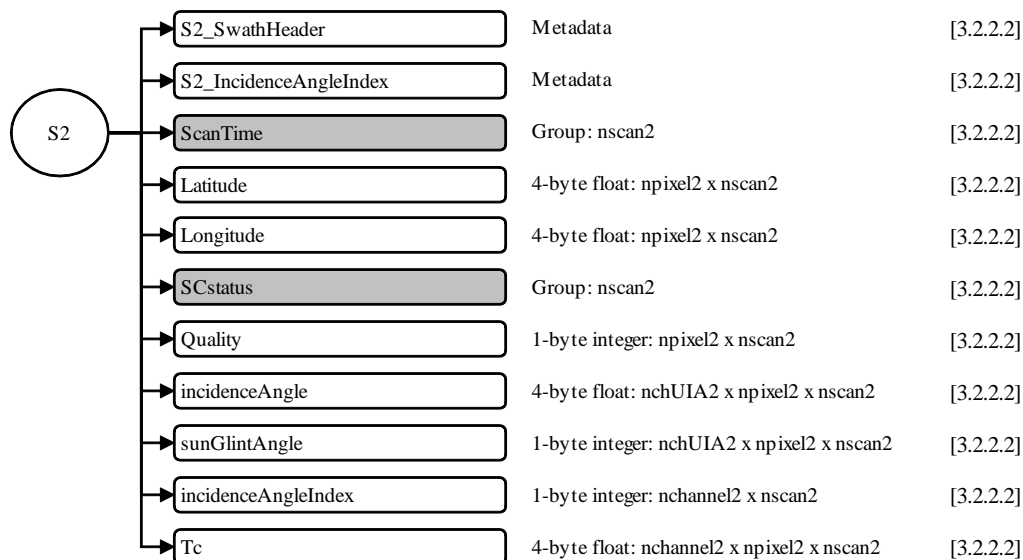 S2_SwathHeader Metadata [3.2.2.2]
S2_IncidenceAngleIndex Metadata [3.2.2.2]
S2 ScanTime Group: nscan2 [3.2.2.2]
Latitude 4-byte float: npixel2 x nscan2 [3.2.2.2]
Longitude 4-byte float: npixel2 x nscan2 [3.2.2.2]
SCstatus Group: nscan2 [3.2.2.2]
Quality 1-byte integer: npixel2 x nscan2 [3.2.2.2]
incidenceAngle 4-byte float: nchUIA2 x npixel2 x nscan2 [3.2.2.2]
sunGlintAngle 1-byte integer: nchUIA2 x npixel2 x nscan2 [3.2.2.2]
incidenceAngleIndex 1-byte integer: nchannel2 x nscan2 [3.2.2.2]
Tc 4-byte float: nchannel2 x npixel2 x nscan2 [3.2.2.2]